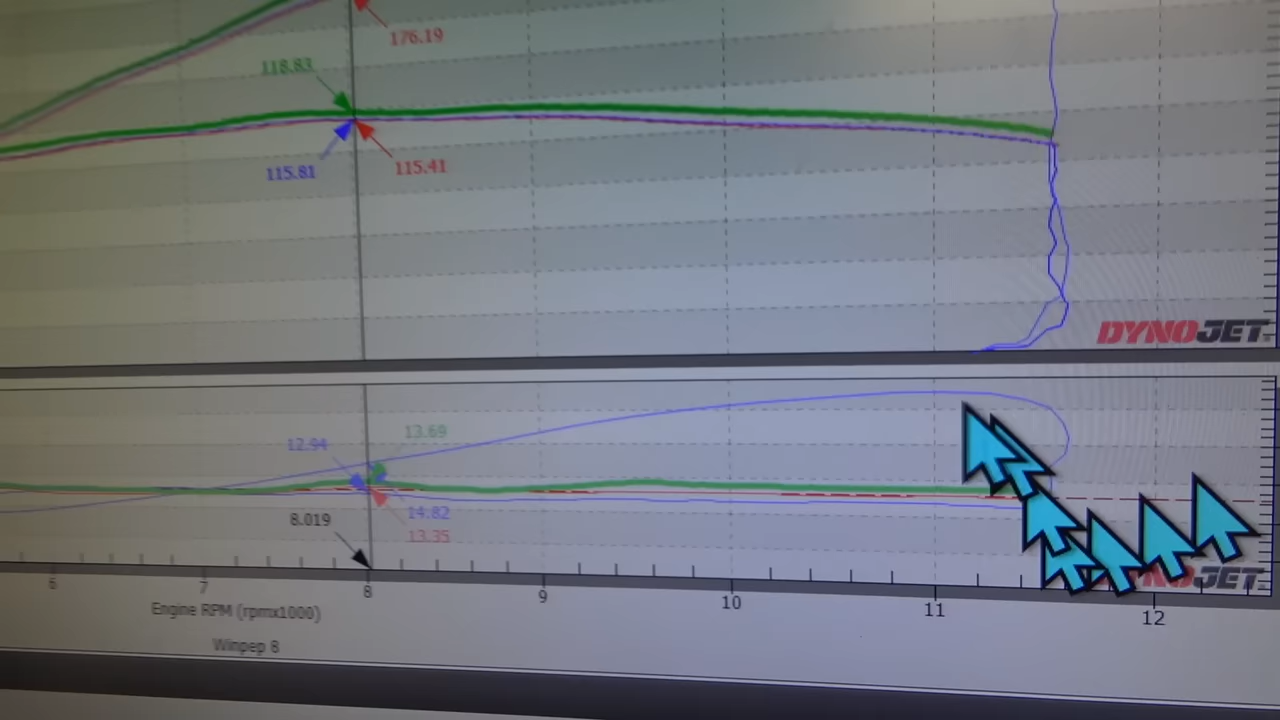 176.19
118.83
115.81
115.41
DYNOJET
12.94
13.69
8.019
14.82
13.35
NOJET
6 7 8 9 10 11 12
Engine RPM (rpmx1000)
Winpep 8